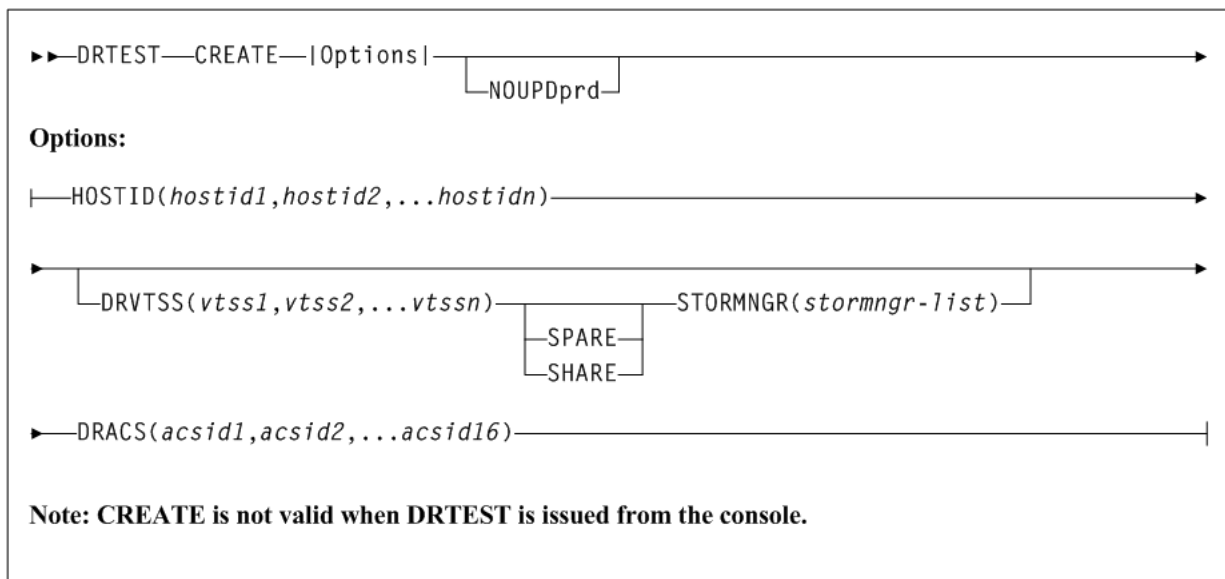 DRTEST CREATE |Options|
NOUPDprd
Options:
HOSTID(hostid1,hostid2,...hostidn)
DRVTSS(vtss1,vtss2,...vtssn) STORMNGR(stormngr-list)
SPARE
SHARE
DRACS(acsid1,acsid2,...acsid16)
Note: CREATE is not valid when DRTEST is issued from the console.